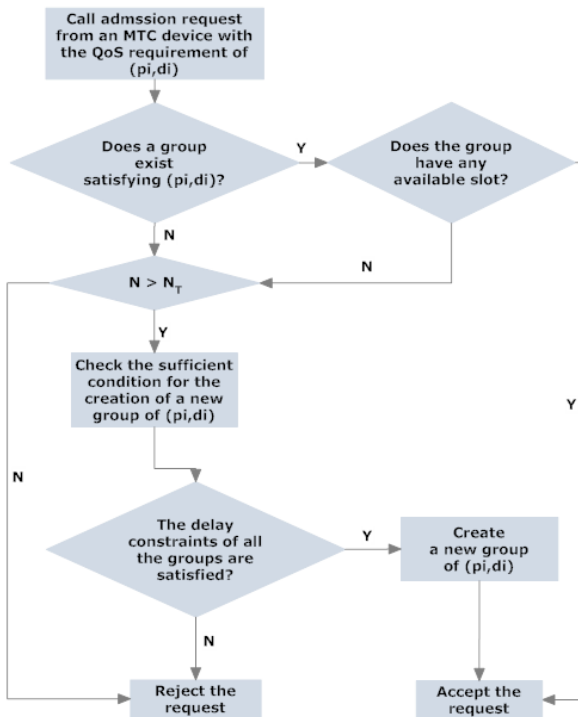 Call admssion request
from an MTC device with
the QoS requirement of
(pi,di)
Does a group
exist
satisfying (pi,di)?
Y
Does the group
have any
available slot?
N
N
N > N_T
Y
Check the sufficient
condition for the
creation of a new
group of (pi,di)
Y
N
The delay
constraints of all
the groups are
satisfied?
Y
Create
a new group
of (pi,di)
N
Reject the
request
Accept the
request